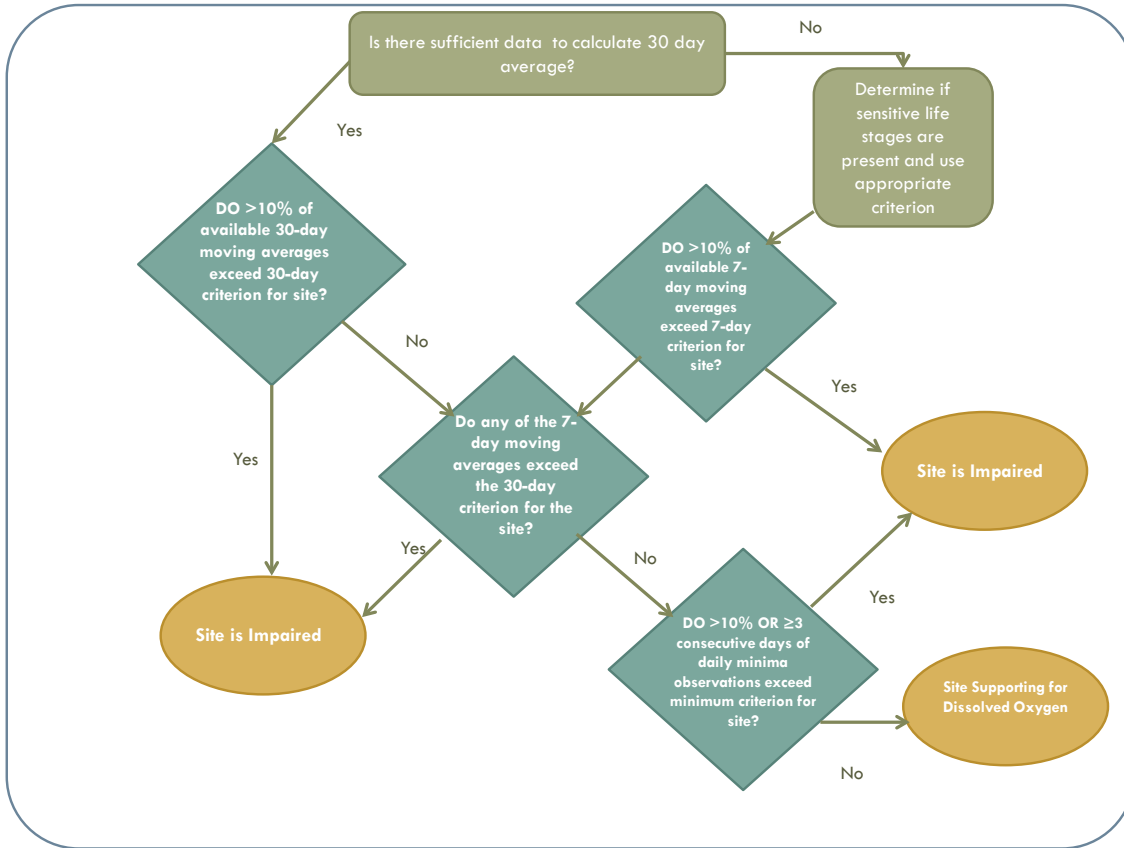 Is there sufficient data  to calculate 30 day
average?
No
Determine if
sensitive life
stages are
present and use
appropriate
criterion
Yes
DO >10% of
available 30-day
moving averages
exceed 30-day
criterion for site?
DO >10% of
available 7-
day moving
averages
exceed 7-day
criterion for
site?
No
Yes
Do any of the 7-
day moving
averages exceed
the 30-day
criterion for the
site?
Yes
Site is Impaired
Yes
No
Site is Impaired
DO >10% OR ≥3
consecutive days of
daily minima
observations exceed
minimum criterion for
site?
Yes
Site Supporting for
Dissolved Oxygen
No